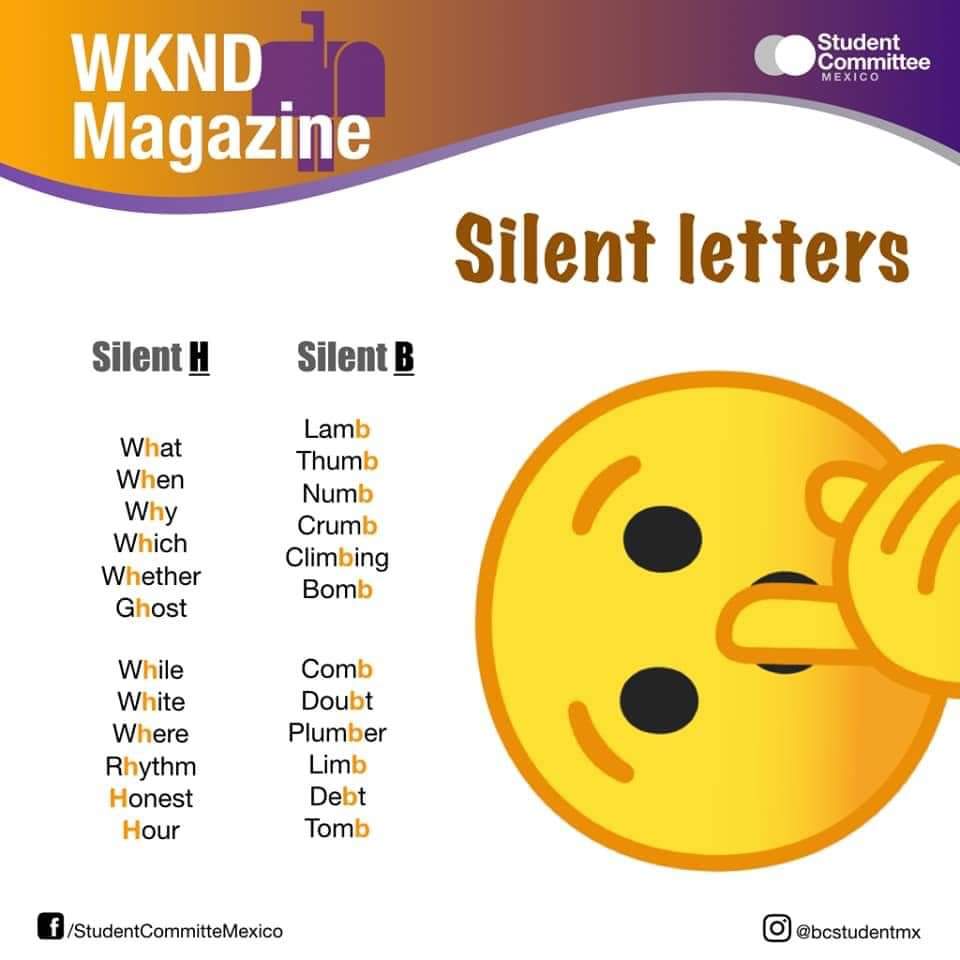 WKND
Magazine
Student
Committee
MEXICO
Silent letters
Silent H
What
When
Why
Which
Whether
Ghost
While
White
Where
Rhythm
Honest
Hour
Silent B
Lamb
Thumb
Numb
Crumb
Climbing
Bomb
Comb
Doubt
Plumber
Limb
Debt
Tomb
/StudentCommitteMexico
@bcstudentmx